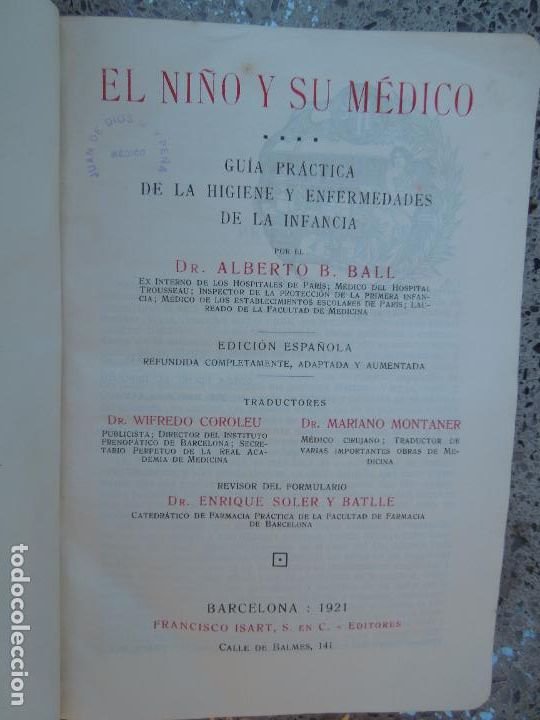 EL NIÑO Y SU MÉDICO
JUAN DE DIOS PEÑA
MÉDICO
GUÍA PRÁCTICA
DE LA HIGIENE Y ENFERMEDADES
DE LA INFANCIA
POR EL
DR. ALBERTO B. BALL
EX INTERNO DE LOS HOSPITALES DE PARÍS; MÉDICO DEL HOSPITAL
TROUSSEAU; INSPECTOR DE LA PROTECCIÓN DE LA PRIMERA INFAN-
CIA; MÉDICO DE LOS ESTABLECIMIENTOS ESCOLARES DE PARÍS; LAU-
READO DE LA FACULTAD DE MEDICINA
EDICIÓN ESPAÑOLA
REFUNDIDA COMPLETAMENTE, ADAPTADA Y AUMENTADA
TRADUCTORES
DR. WIFREDO COROLEU
PUBLICISTA; DIRECTOR DEL INSTITUTO
FRENOPÁTICO DE BARCELONA; SECRE-
TARIO PERPETUO DE LA REAL ACA-
DEMIA DE MEDICINA
DR. MARIANO MONTANER
MÉDICO CIRUJANO; TRADUCTOR DE
VARIAS IMPORTANTES OBRAS DE ME-
DICINA
REVISOR DEL FORMULARIO
DR. ENRIQUE SOLER Y BATLLE
CATEDRÁTICO DE FARMACIA PRÁCTICA DE LA FACULTAD DE FARMACIA
DE BARCELONA
BARCELONA : 1921
FRANCISCO ISART, S. EN C. - EDITORES
CALLE DE BALMES, 141
todocoleccion